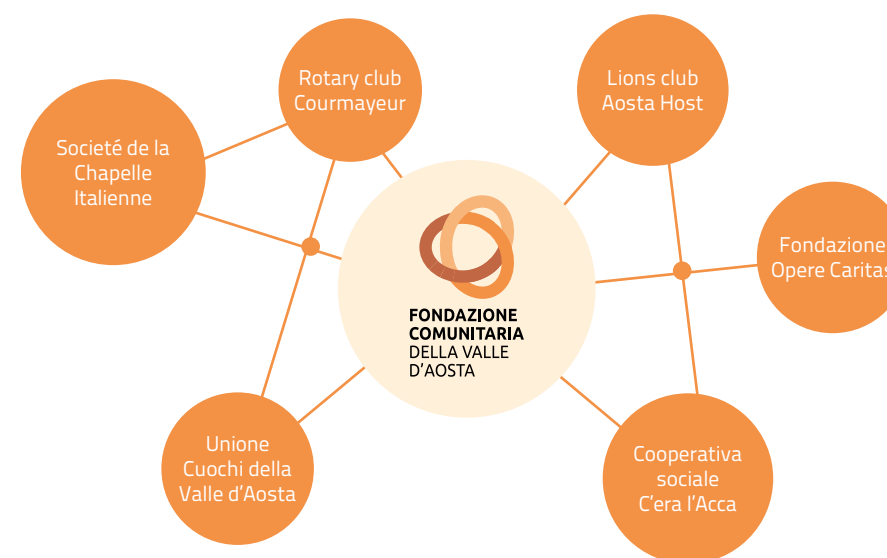 Rotary club
Courmayeur
Lions club
Aosta Host
Societé de la
Chapelle
Italienne
Fondazione
Opere Caritas
FONDAZIONE
COMUNITARIA
DELLA VALLE
D'AOSTA
Unione
Cuochi della
Valle d'Aosta
Cooperativa
sociale
C'era l'Acca